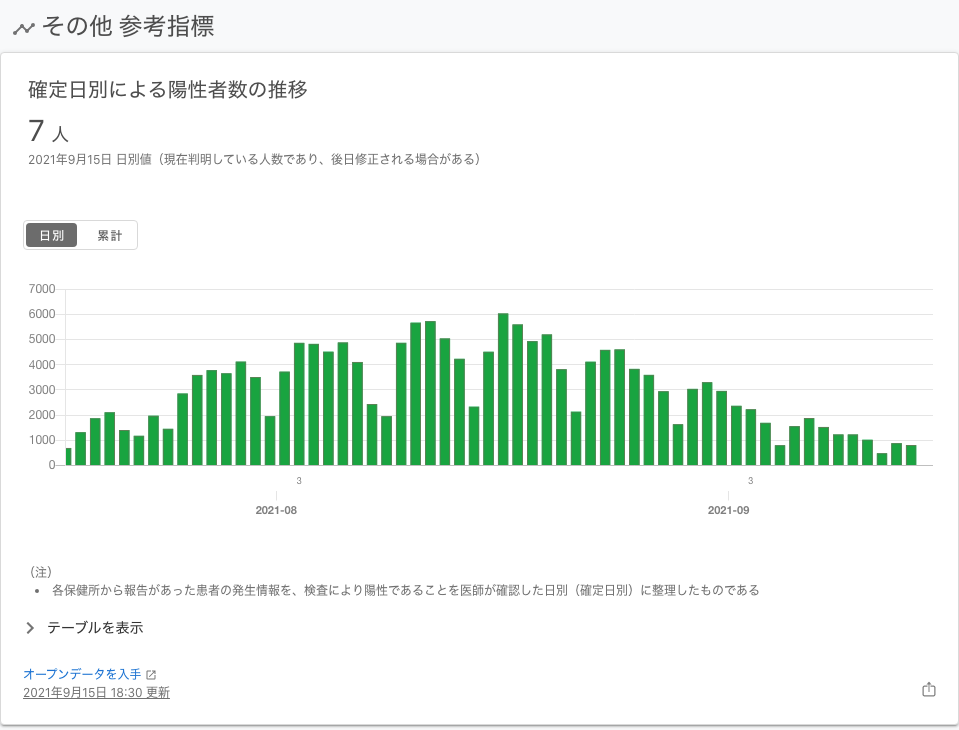 その他 参考指標
確定日別による陽性者数の推移
7 人
2021年9月15日 日別値（現在判明している人数であり、後日修正される場合がある）
日別 累計
7000
6000
5000
4000
3000
2000
1000
0
3 3
2021-08 2021-09
（注）
• 各保健所から報告があった患者の発生情報を、検査により陽性であることを医師が確認した日別（確定日別）に整理したものである
テーブルを表示
オープンデータを入手
2021年9月15日 18:30 更新